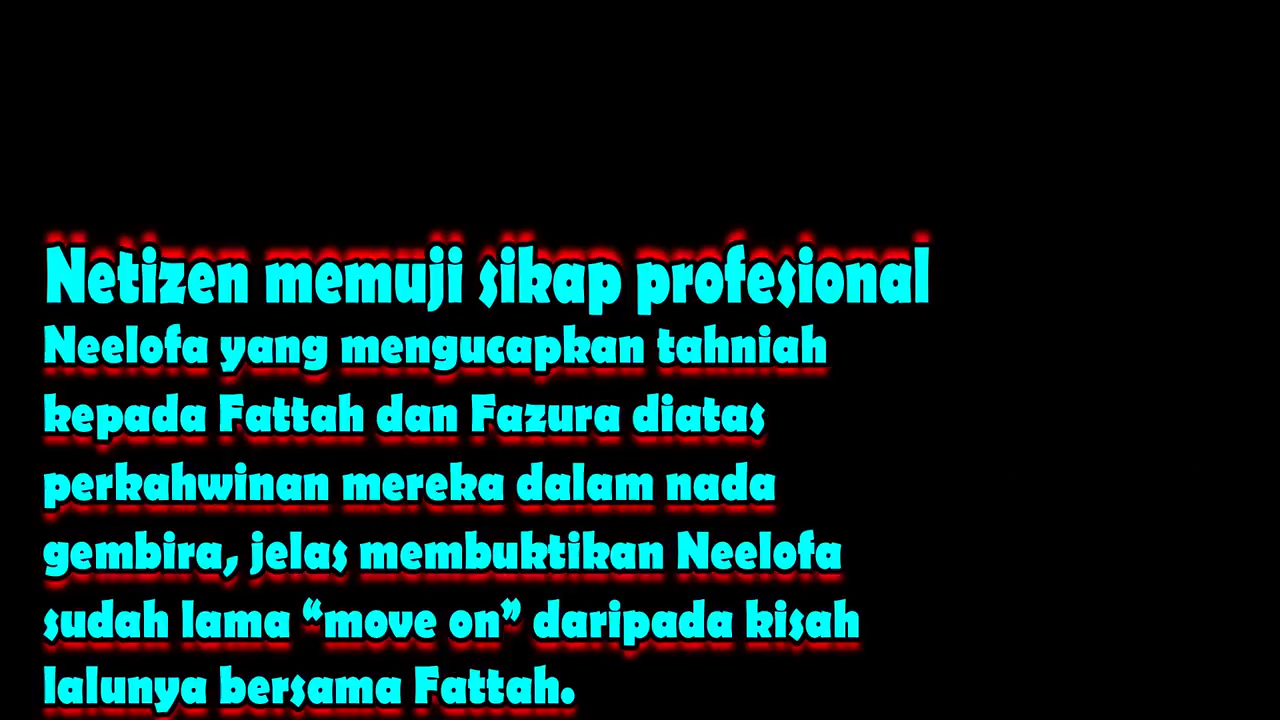 Netizen memuji sikap profesional
Neelofa yang mengucapkan tahniah
kepada Fattah dan Fazura diatas
perkahwinan mereka dalam nada
gembira, jelas membuktikan Neelofa
sudah lama “move on” daripada kisah
lalunya bersama Fattah.